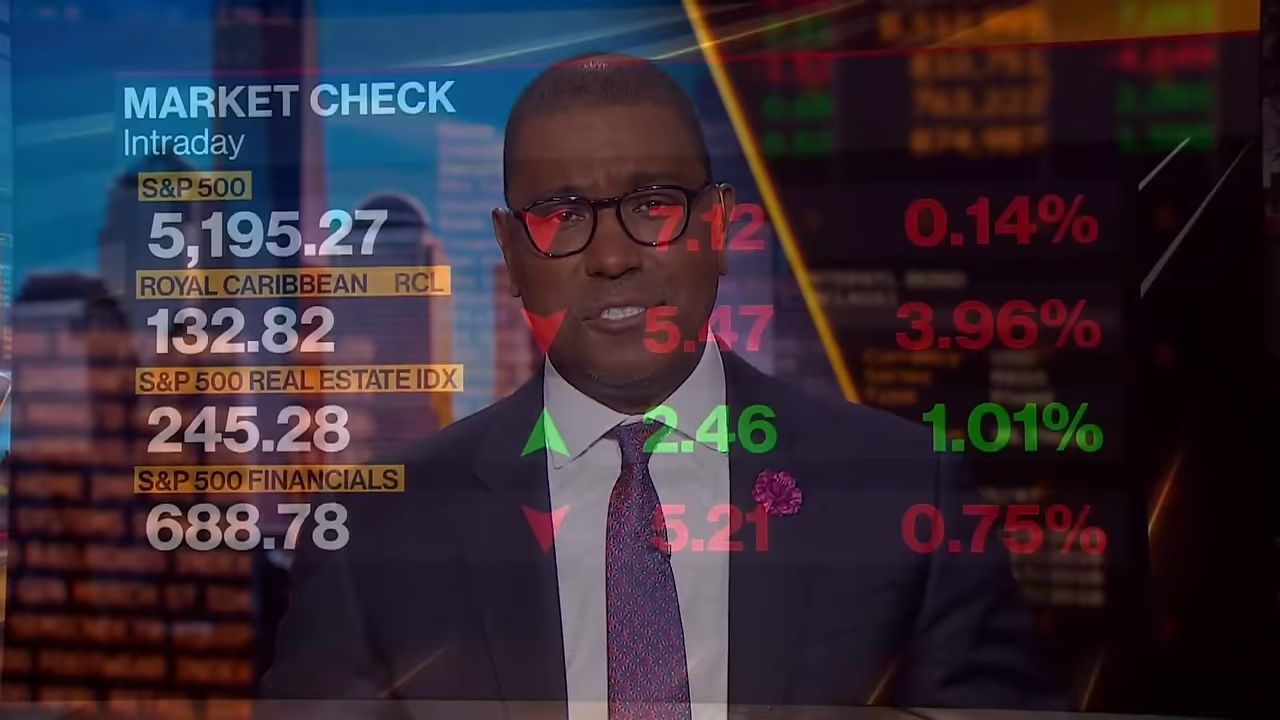 MARKET CHECK
Intraday
S&P 500
5,195.27 7.12 0.14%
ROYAL CARIBBEAN RCL
132.82 5.47 3.96%
S&P 500 REAL ESTATE IDX
245.28 2.46 1.01%
S&P 500 FINANCIALS
688.78 5.21 0.75%